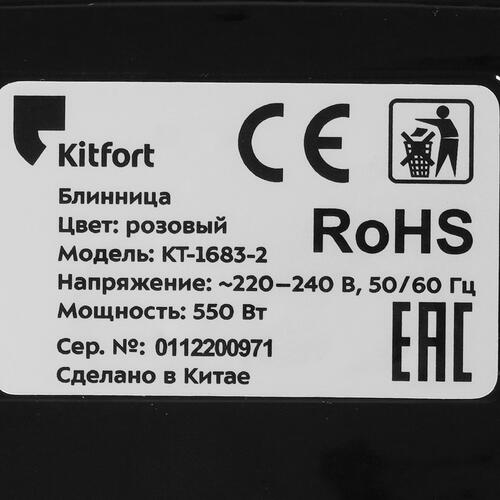 Kitfort
CE
Блинница
Цвет: розовый
RoHS
Модель: КТ-1683-2
Напряжение: ~220–240 В, 50/60 Гц
Мощность: 550 Вт
Сер. №: 0112200971
EAC
Сделано в Китае